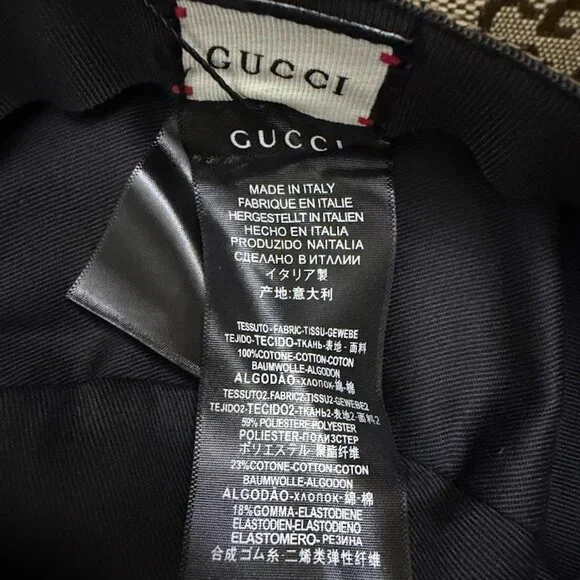 GUCCI
GUCCI
MADE IN ITALY
FABRIQUE EN ITALIE
HERGESTELLT IN ITALIEN
HECHO EN ITALIA
PRODUZIDO NAITALIA
СДЕЛАНО В ИТАЛИИ
イタリア製
产地:意大利
TESSUTO-FABRIC-TISSU-GEWEBE
TEJIDO-TECIDO-ТКАНЬ-表地-面料
100%COTONE-COTTON-COTON
BAUMWOLLE-ALGODON
ALGODÃO-ХЛОПОК-綿-棉
TESSUTO2-FABRIC2-TISSU2-GEWEBE2
TEJIDO2-TECIDO2-ТКАНЬ2-表地2-面料2
59% POLIESTERE-POLYESTER
POLIESTER-ПОЛИЗСТЕР
ポリエステル 聚酯纤维
23%COTONE-COTTON-COTON
BAUMWOLLE-ALGODON
ALGODÃO-ХЛОПОК-綿-棉
18%GOMMA-ELASTODIENE
ELASTODIEN-ELASTODIENO
ELASTOMERO-РЕЗИНА
合成ゴム糸-二烯类弹性纤维